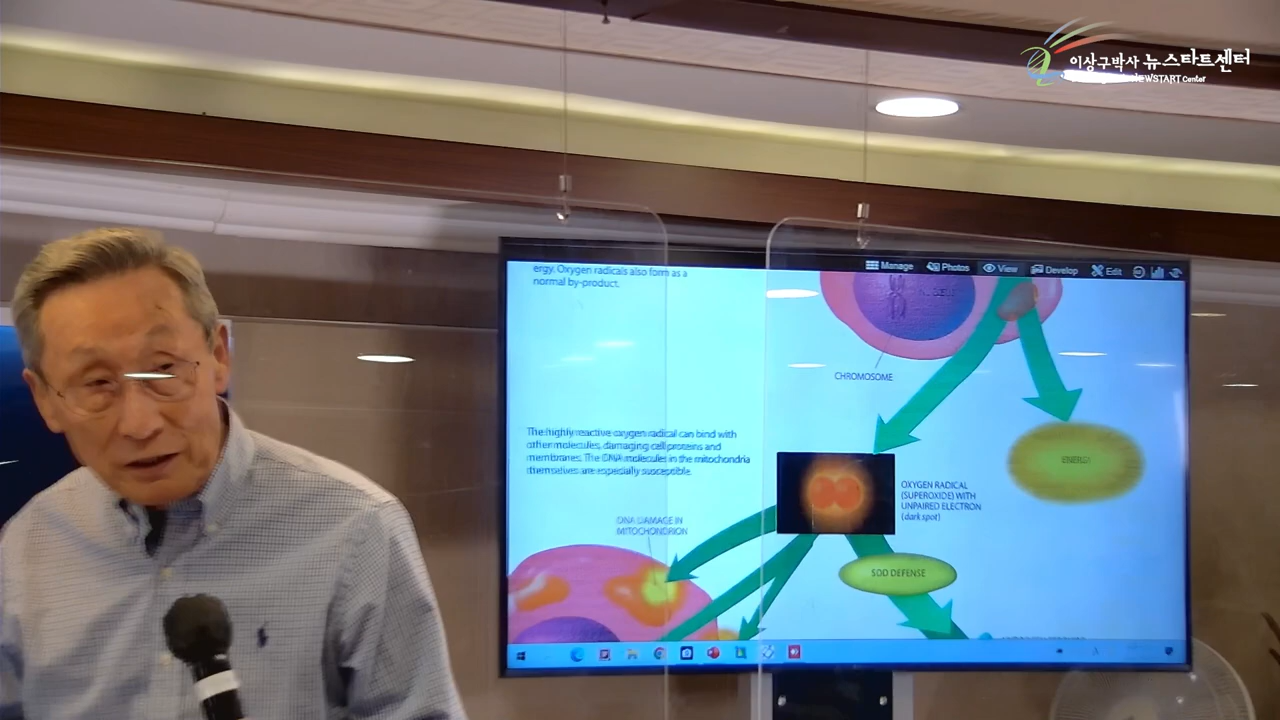 이상구박사 뉴스타트센터
NEWSTART Center
Manage
Photos
View
Develop
Edit
ergy. Oxygen radicals also form as a
normal by-product.
CHROMOSOME
The highly reactive oxygen radical can bind with
other molecules, damaging cell proteins and
membranes. The DNA molecules in the mitochondria
themselves are especially susceptible.
ENERGY
OXYGEN RADICAL
(SUPEROXIDE) WITH
UNPAIRED ELECTRON
(dark spot)
DNA DAMAGE IN
MITOCHONDRION
SOD DEFENSE